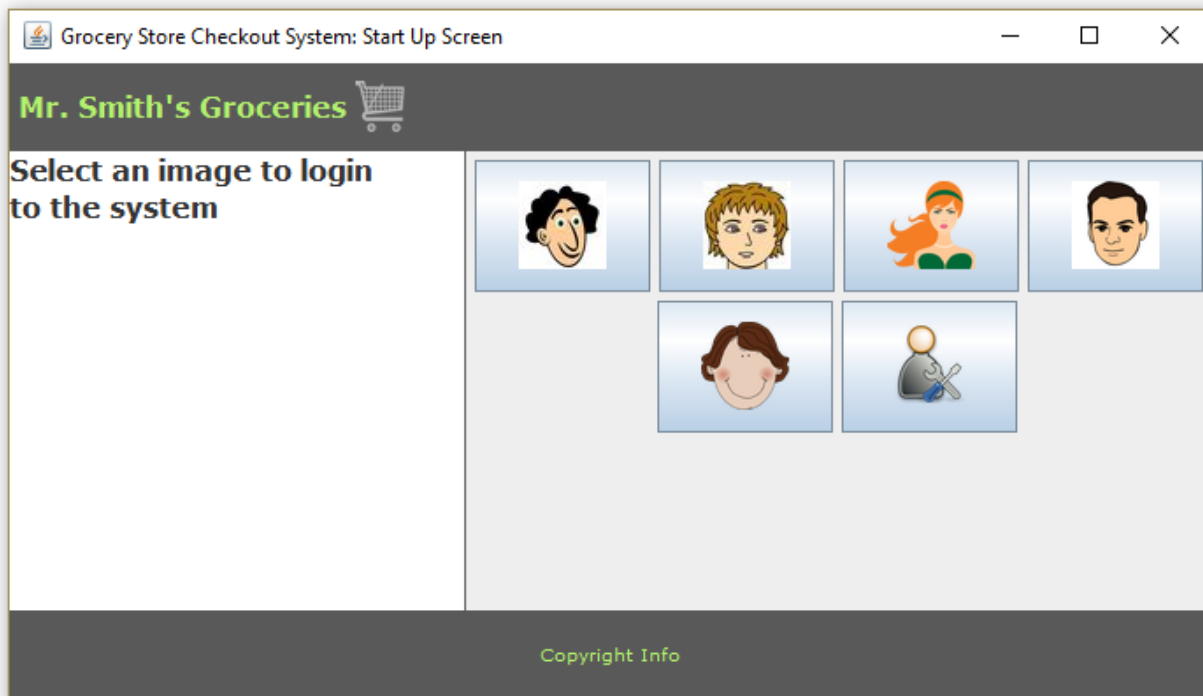 Grocery Store Checkout System: Start Up Screen
Mr. Smith's Groceries
Select an image to login
to the system
Copyright Info